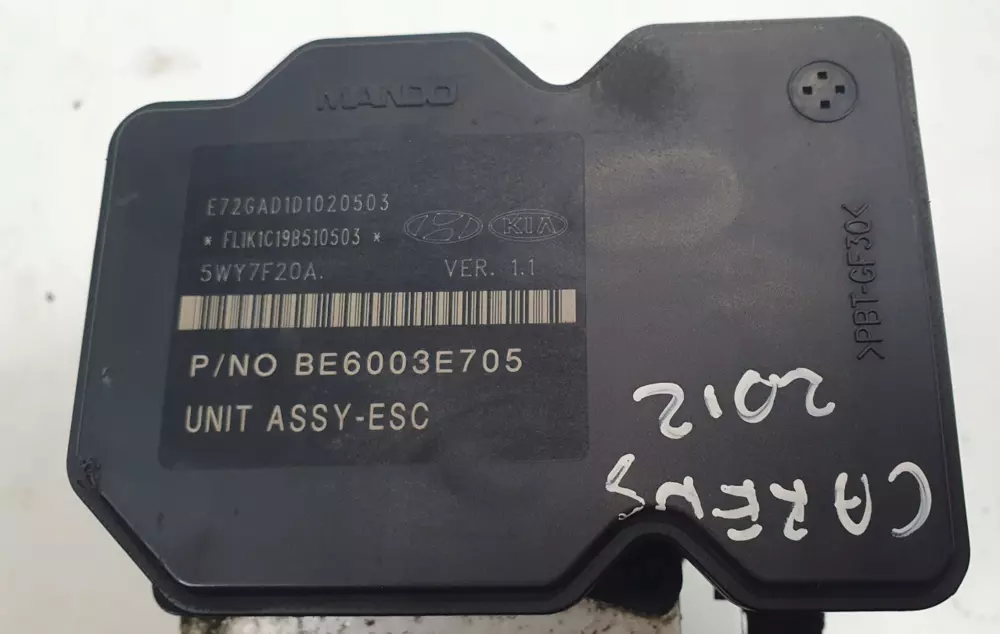 MANDO
E72GAD1D1020503
* FL1K1C19B510503 *
KIA
5WY7F20A. VER. 1.1
P/NO BE6003E705
UNIT ASSY-ESC
>PBT-GF30<
CARENS
2012